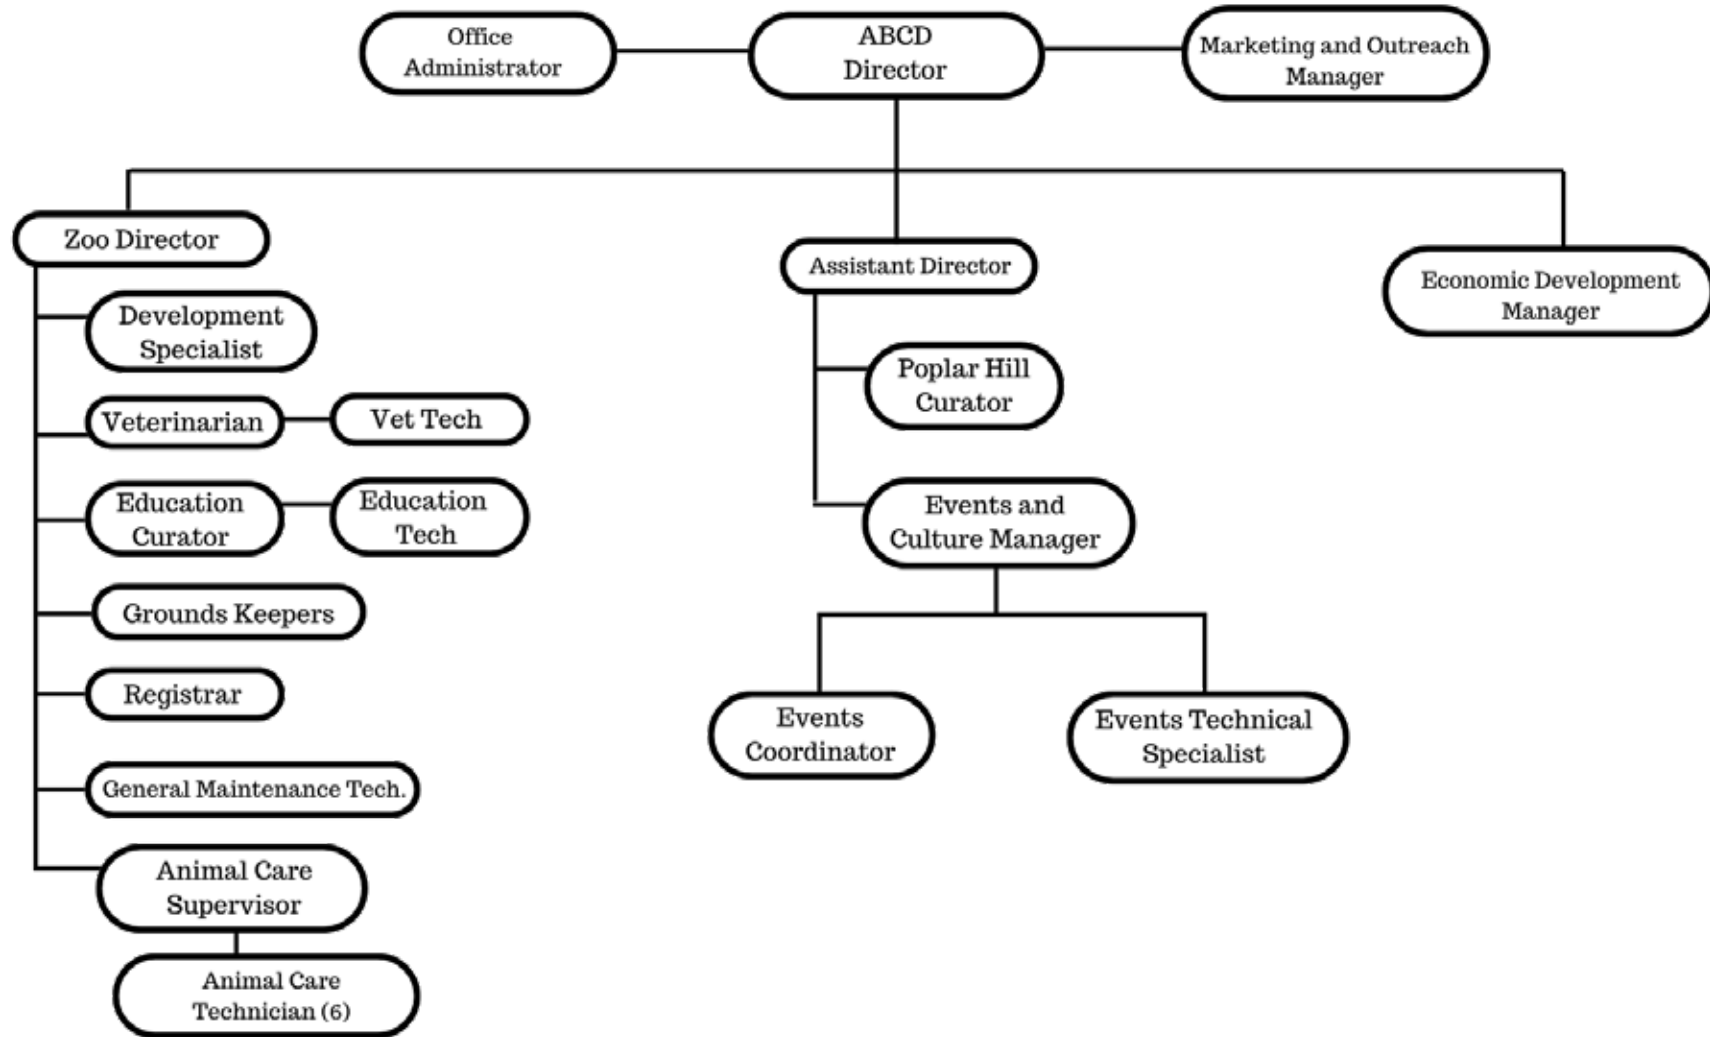 Office
Administrator
ABCD
Director
Marketing and Outreach
Manager
Zoo Director
Assistant Director
Economic Development
Manager
Development
Specialist
Veterinarian
Vet Tech
Education
Curator
Education
Tech
Grounds Keepers
Registrar
General Maintenance Tech.
Animal Care
Supervisor
Animal Care
Technician (6)
Poplar Hill
Curator
Events and
Culture Manager
Events
Coordinator
Events Technical
Specialist